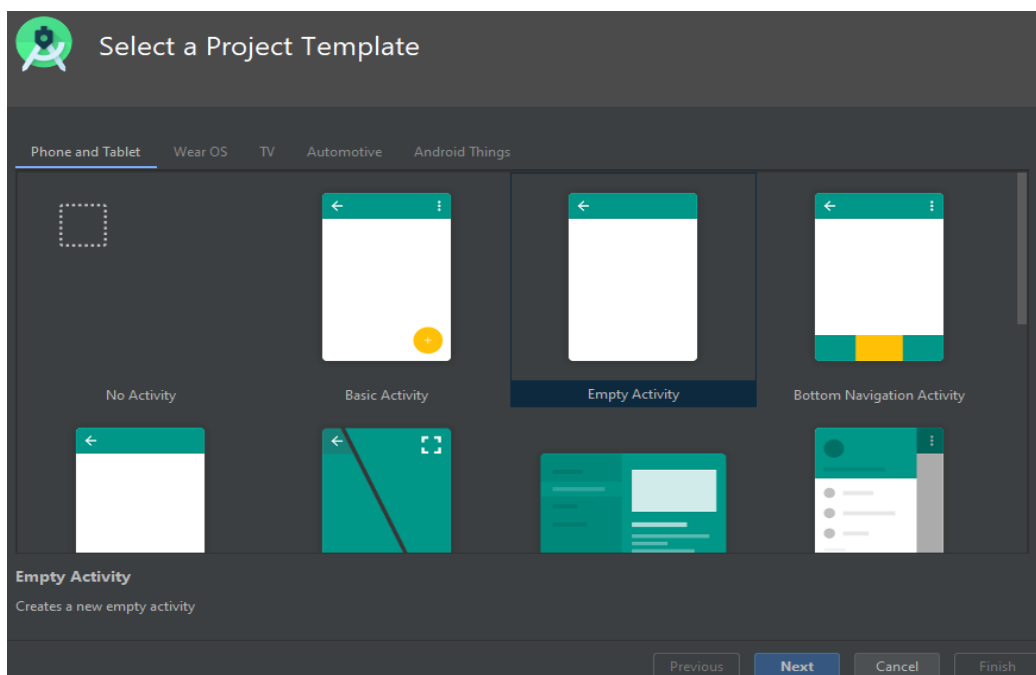 Select a Project Template
Phone and Tablet Wear OS TV Automotive Android Things
No Activity Basic Activity Empty Activity Bottom Navigation Activity
Empty Activity
Creates a new empty activity
Previous Next Cancel Finish